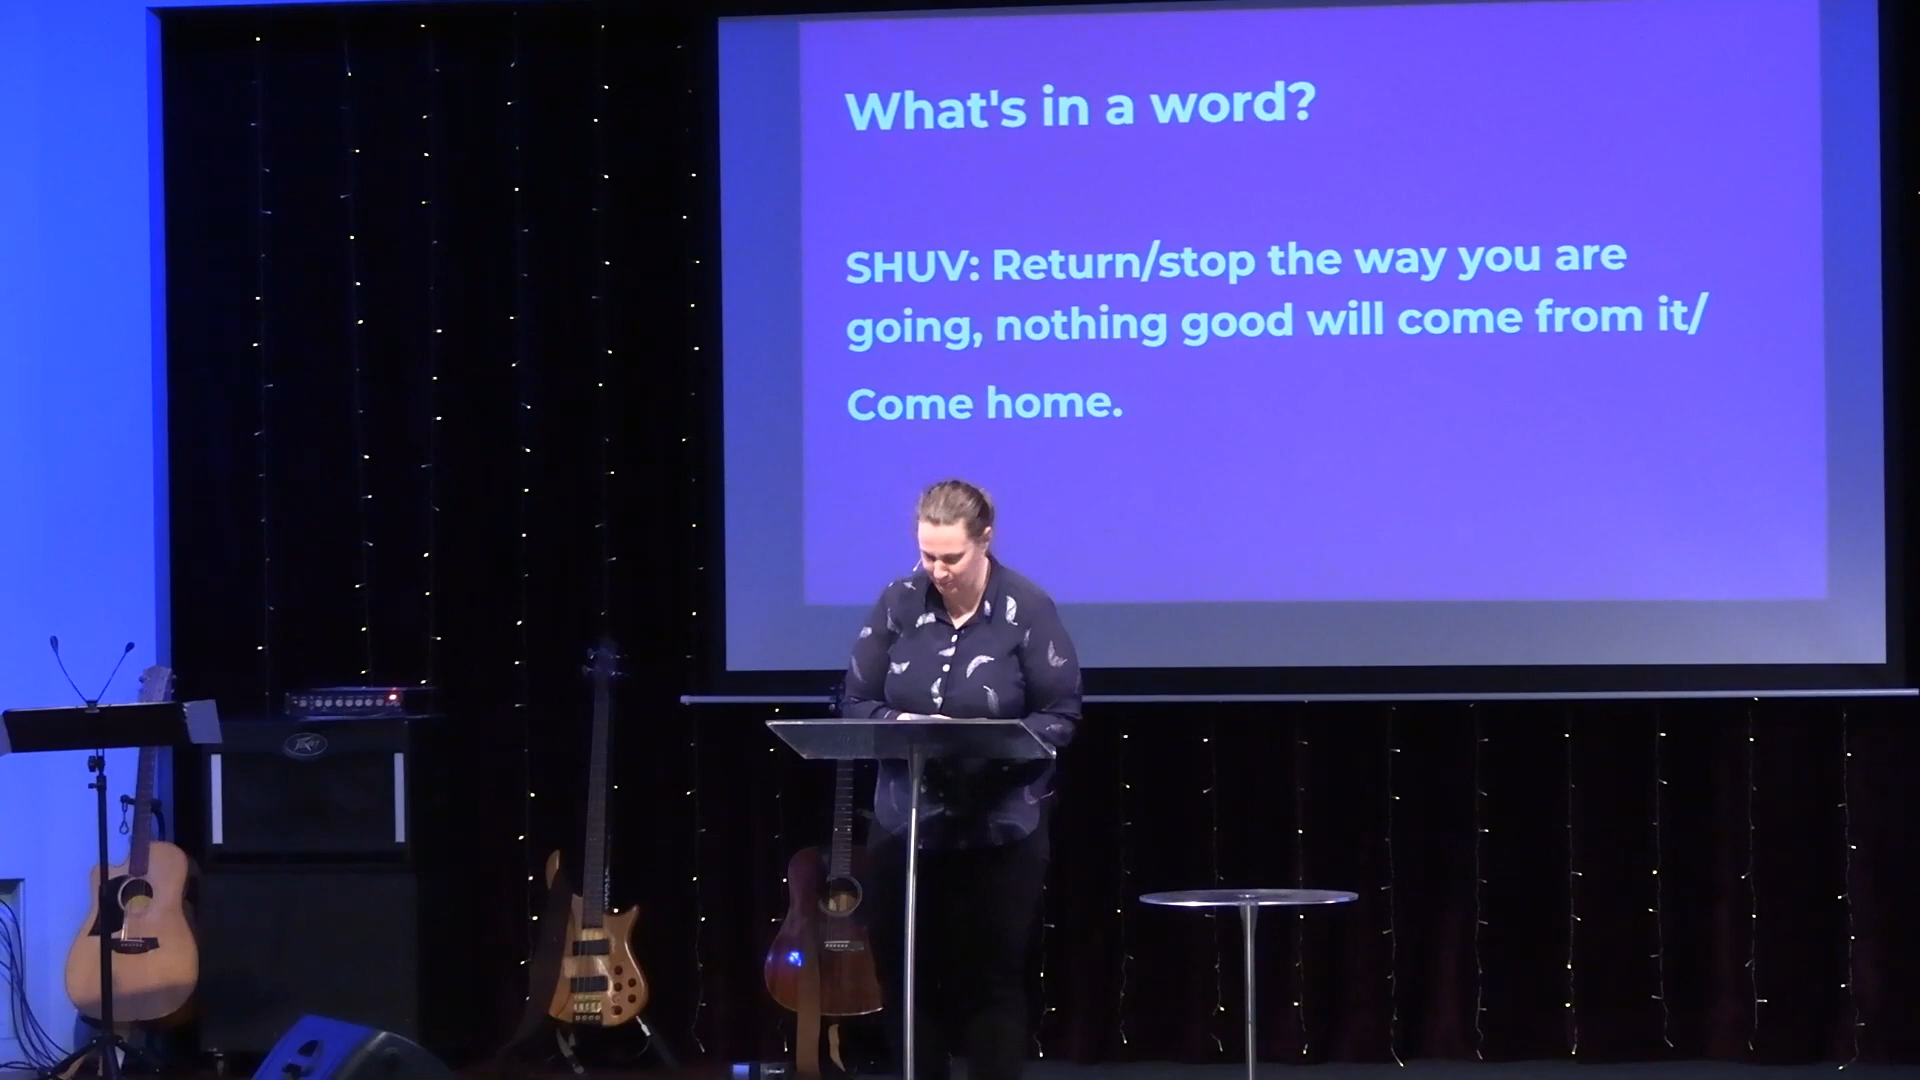 What's in a word?
SHUV: Return/stop the way you are
going, nothing good will come from it/
Come home.